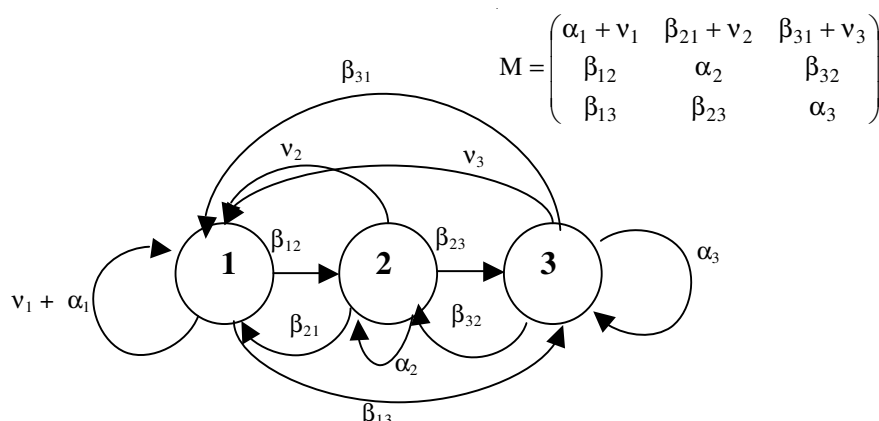 M = ( α₁ + ν₁ β₂₁ + ν₂ β₃₁ + ν₃
β₁₂ α₂ β₃₂
β₁₃ β₂₃ α₃ )
β₃₁
ν₂ ν₃
β₁₂ β₂₃
1 2 3
α₃
ν₁ + α₁
β₂₁ β₃₂
α₂
β₁₃